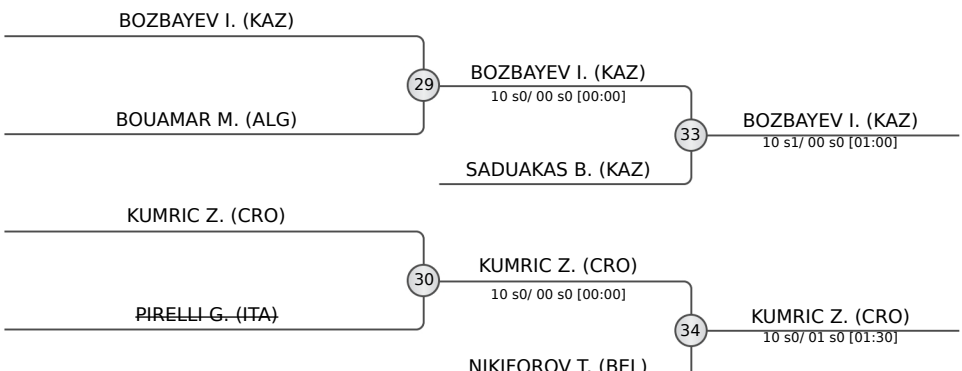 BOZBAYEV I. (KAZ)
29
BOZBAYEV I. (KAZ)
10 s0/ 00 s0 [00:00]
BOUAMAR M. (ALG)
33
BOZBAYEV I. (KAZ)
10 s1/ 00 s0 [01:00]
SADUAKAS B. (KAZ)
KUMRIC Z. (CRO)
30
KUMRIC Z. (CRO)
10 s0/ 00 s0 [00:00]
PIRELLI G. (ITA)
34
KUMRIC Z. (CRO)
10 s0/ 01 s0 [01:30]
NIKIFOROV T. (BEL)